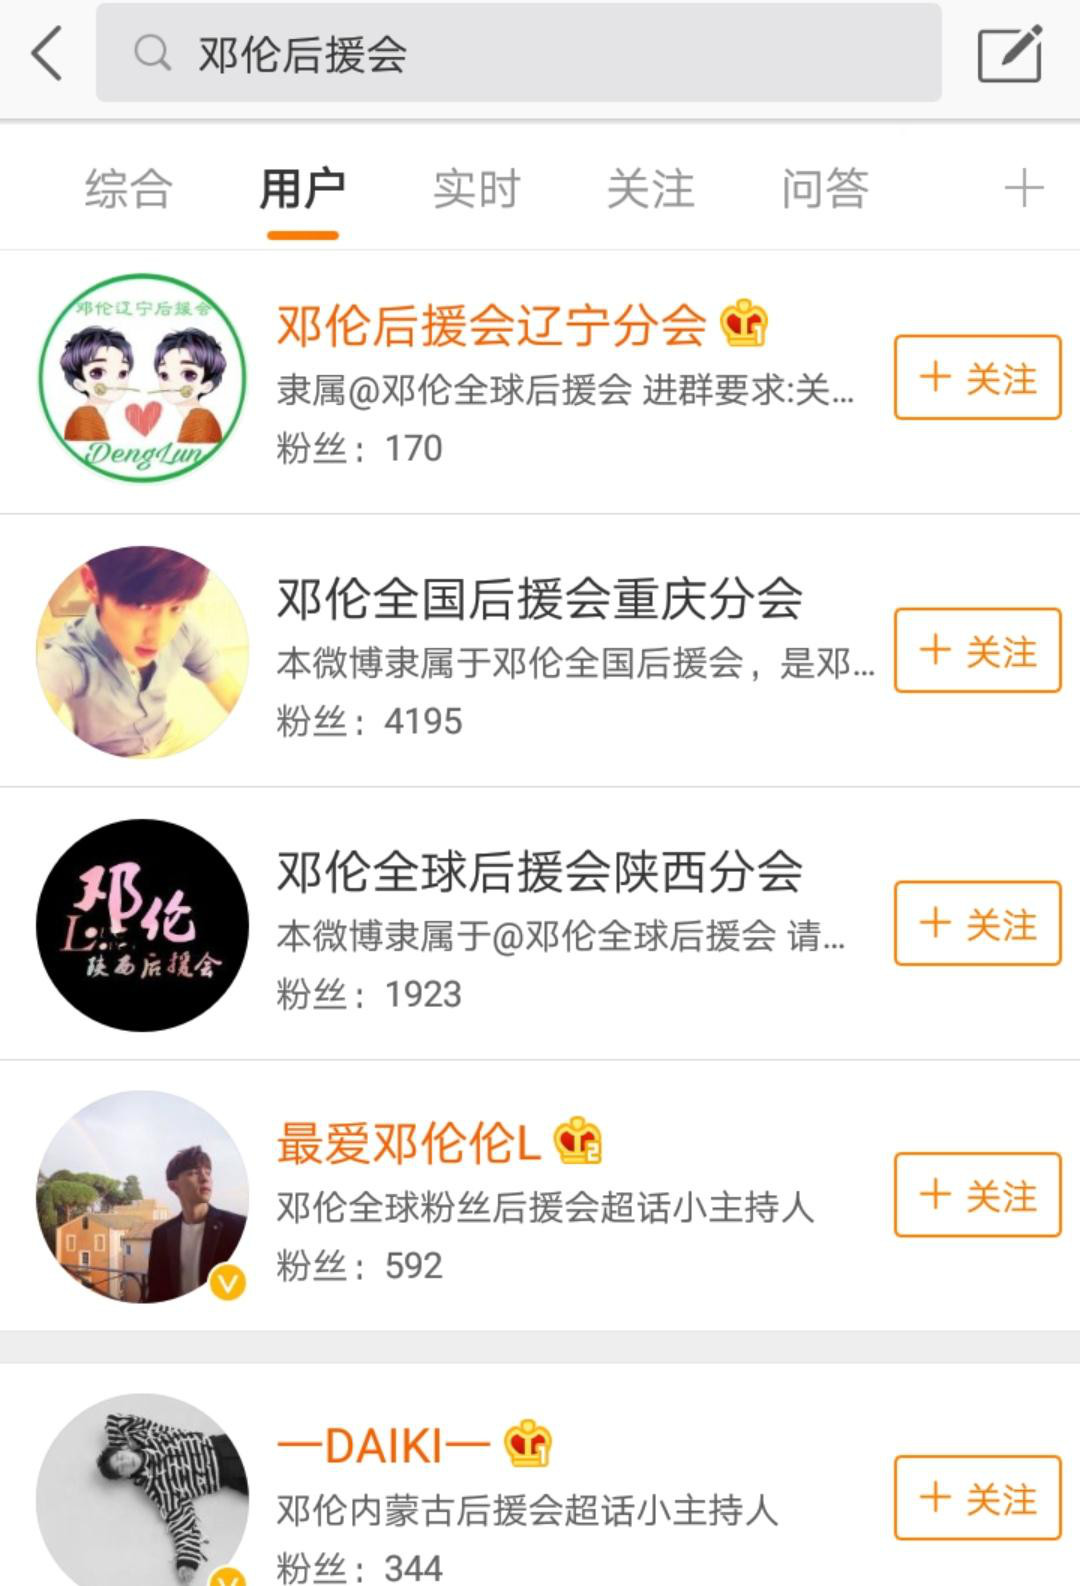 邓伦后援会
综合 用户 实时 关注 问答
邓伦辽宁后援会
DengLun
邓伦后援会辽宁分会
隶属@邓伦全球后援会 进群要求:关...
粉丝：170
+ 关注
邓伦全国后援会重庆分会
本微博隶属于邓伦全国后援会，是邓...
粉丝：4195
+ 关注
邓伦
陕西后援会
邓伦全球后援会陕西分会
本微博隶属于@邓伦全球后援会 请...
粉丝：1923
+ 关注
最爱邓伦伦L
邓伦全球粉丝后援会超话小主持人
粉丝：592
+ 关注
一DAIKI一
邓伦内蒙古后援会超话小主持人
粉丝：344
+ 关注